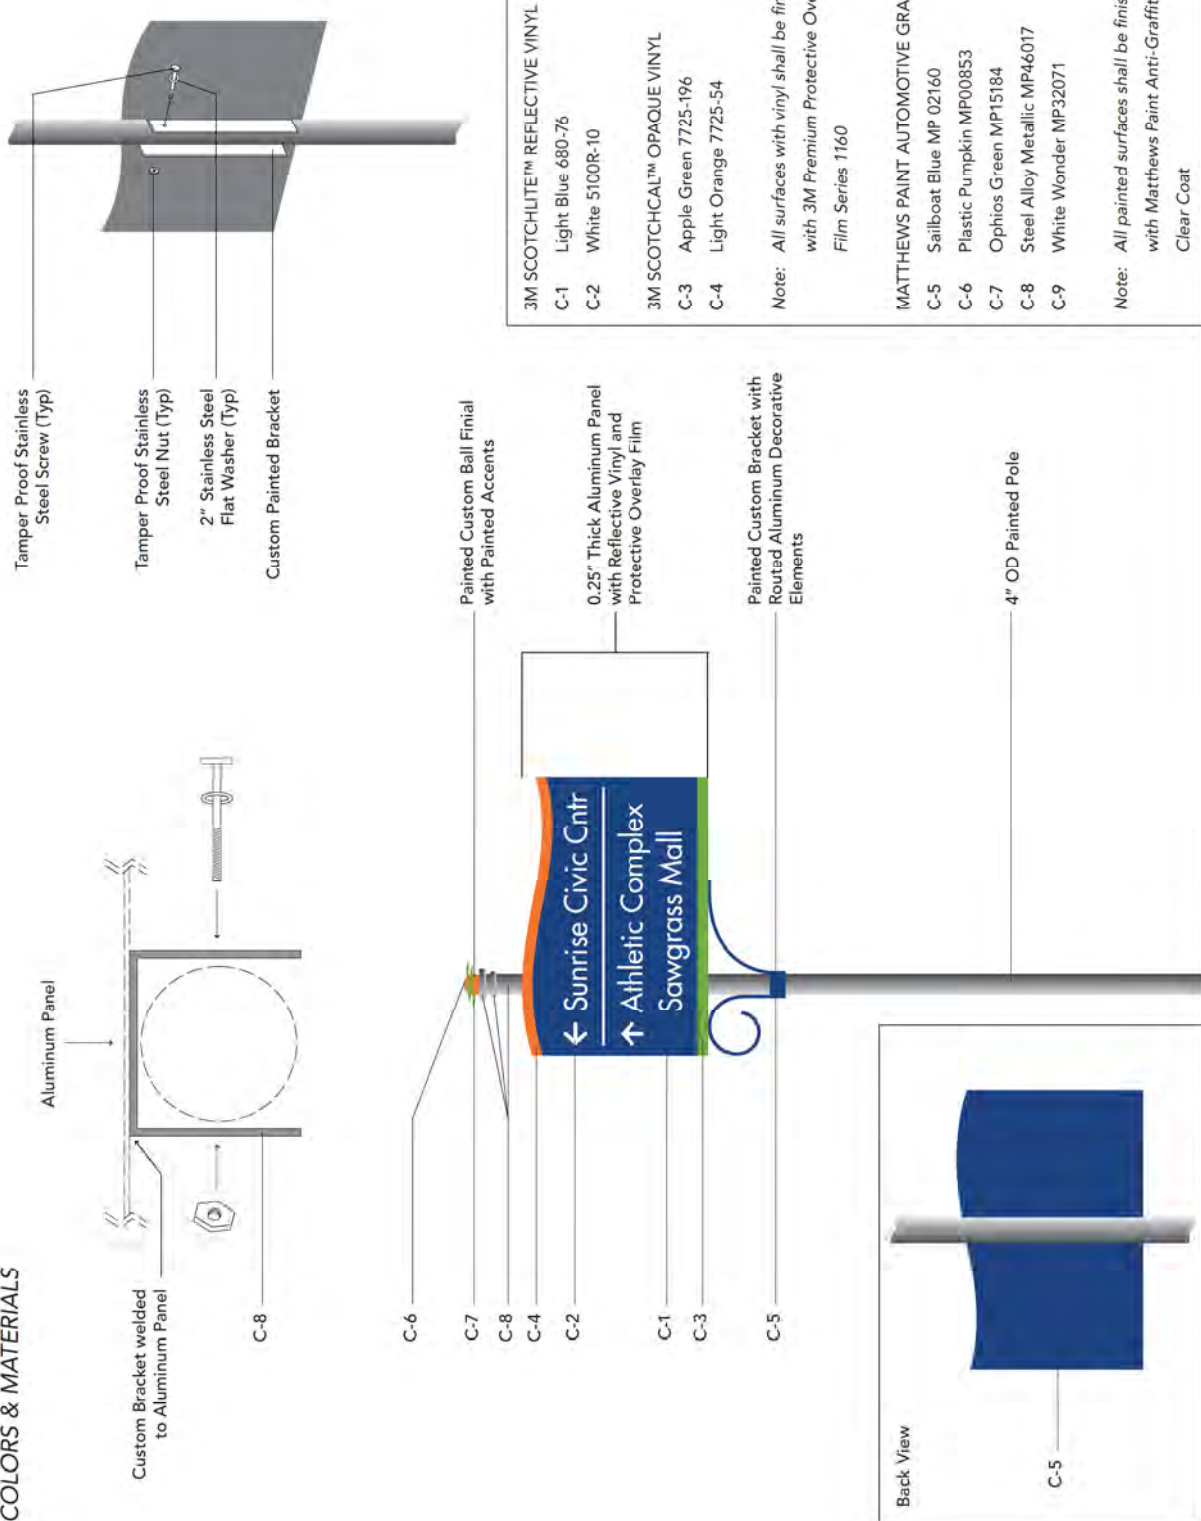 COLORS & MATERIALS
Aluminum Panel
Custom Bracket welded
to Aluminum Panel
C-8
Tamper Proof Stainless
Steel Screw (Typ)
Tamper Proof Stainless
Steel Nut (Typ)
2" Stainless Steel
Flat Washer (Typ)
Custom Painted Bracket
C-6
C-7
C-8
C-4
C-2
C-1
C-3
C-5
← Sunrise Civic Cntr
↑ Athletic Complex
Sawgrass Mall
Painted Custom Ball Finial
with Painted Accents
0.25" Thick Aluminum Panel
with Reflective Vinyl and
Protective Overlay Film
Painted Custom Bracket with
Routed Aluminum Decorative
Elements
4" OD Painted Pole
Back View
C-5
3M SCOTCHLITE™ REFLECTIVE VINYL
C-1 Light Blue 680-76
C-2 White 5100R-10
3M SCOTCHCAL™ OPAQUE VINYL
C-3 Apple Green 7725-196
C-4 Light Orange 7725-54
Note: All surfaces with vinyl shall be
with 3M Premium Protective
Film Series 1160
MATTHEWS PAINT AUTOMOTIVE
C-5 Sailboat Blue MP 02160
C-6 Plastic Pumpkin MP00853
C-7 Ophios Green MP15184
C-8 Steel Alloy Metallic MP46017
C-9 White Wonder MP32071
Note: All painted surfaces shall be
with Matthews Paint
Clear Coat